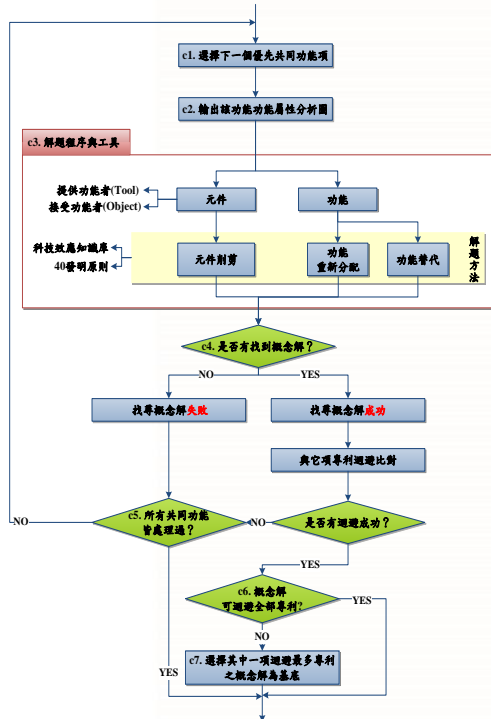 c1. 選擇下一個優先共同功能項
c2. 輸出該功能功能屬性分析圖
c3. 解題程序與工具
提供功能者(Tool)
接受功能者(Object)
元件
功能
科技效應知識庫
40發明原則
元件削剪
功能
重新分配
功能替代
解題方法
c4. 是否有找到概念解？
NO
YES
找尋概念解失敗
找尋概念解成功
與它項專利迴避比對
c5. 所有共同功能
皆處理過？
NO
NO
是否有迴避成功？
YES
c6. 概念解
可迴避全部專利?
YES
NO
c7. 選擇其中一項迴避最多專利
之概念解為基底
YES